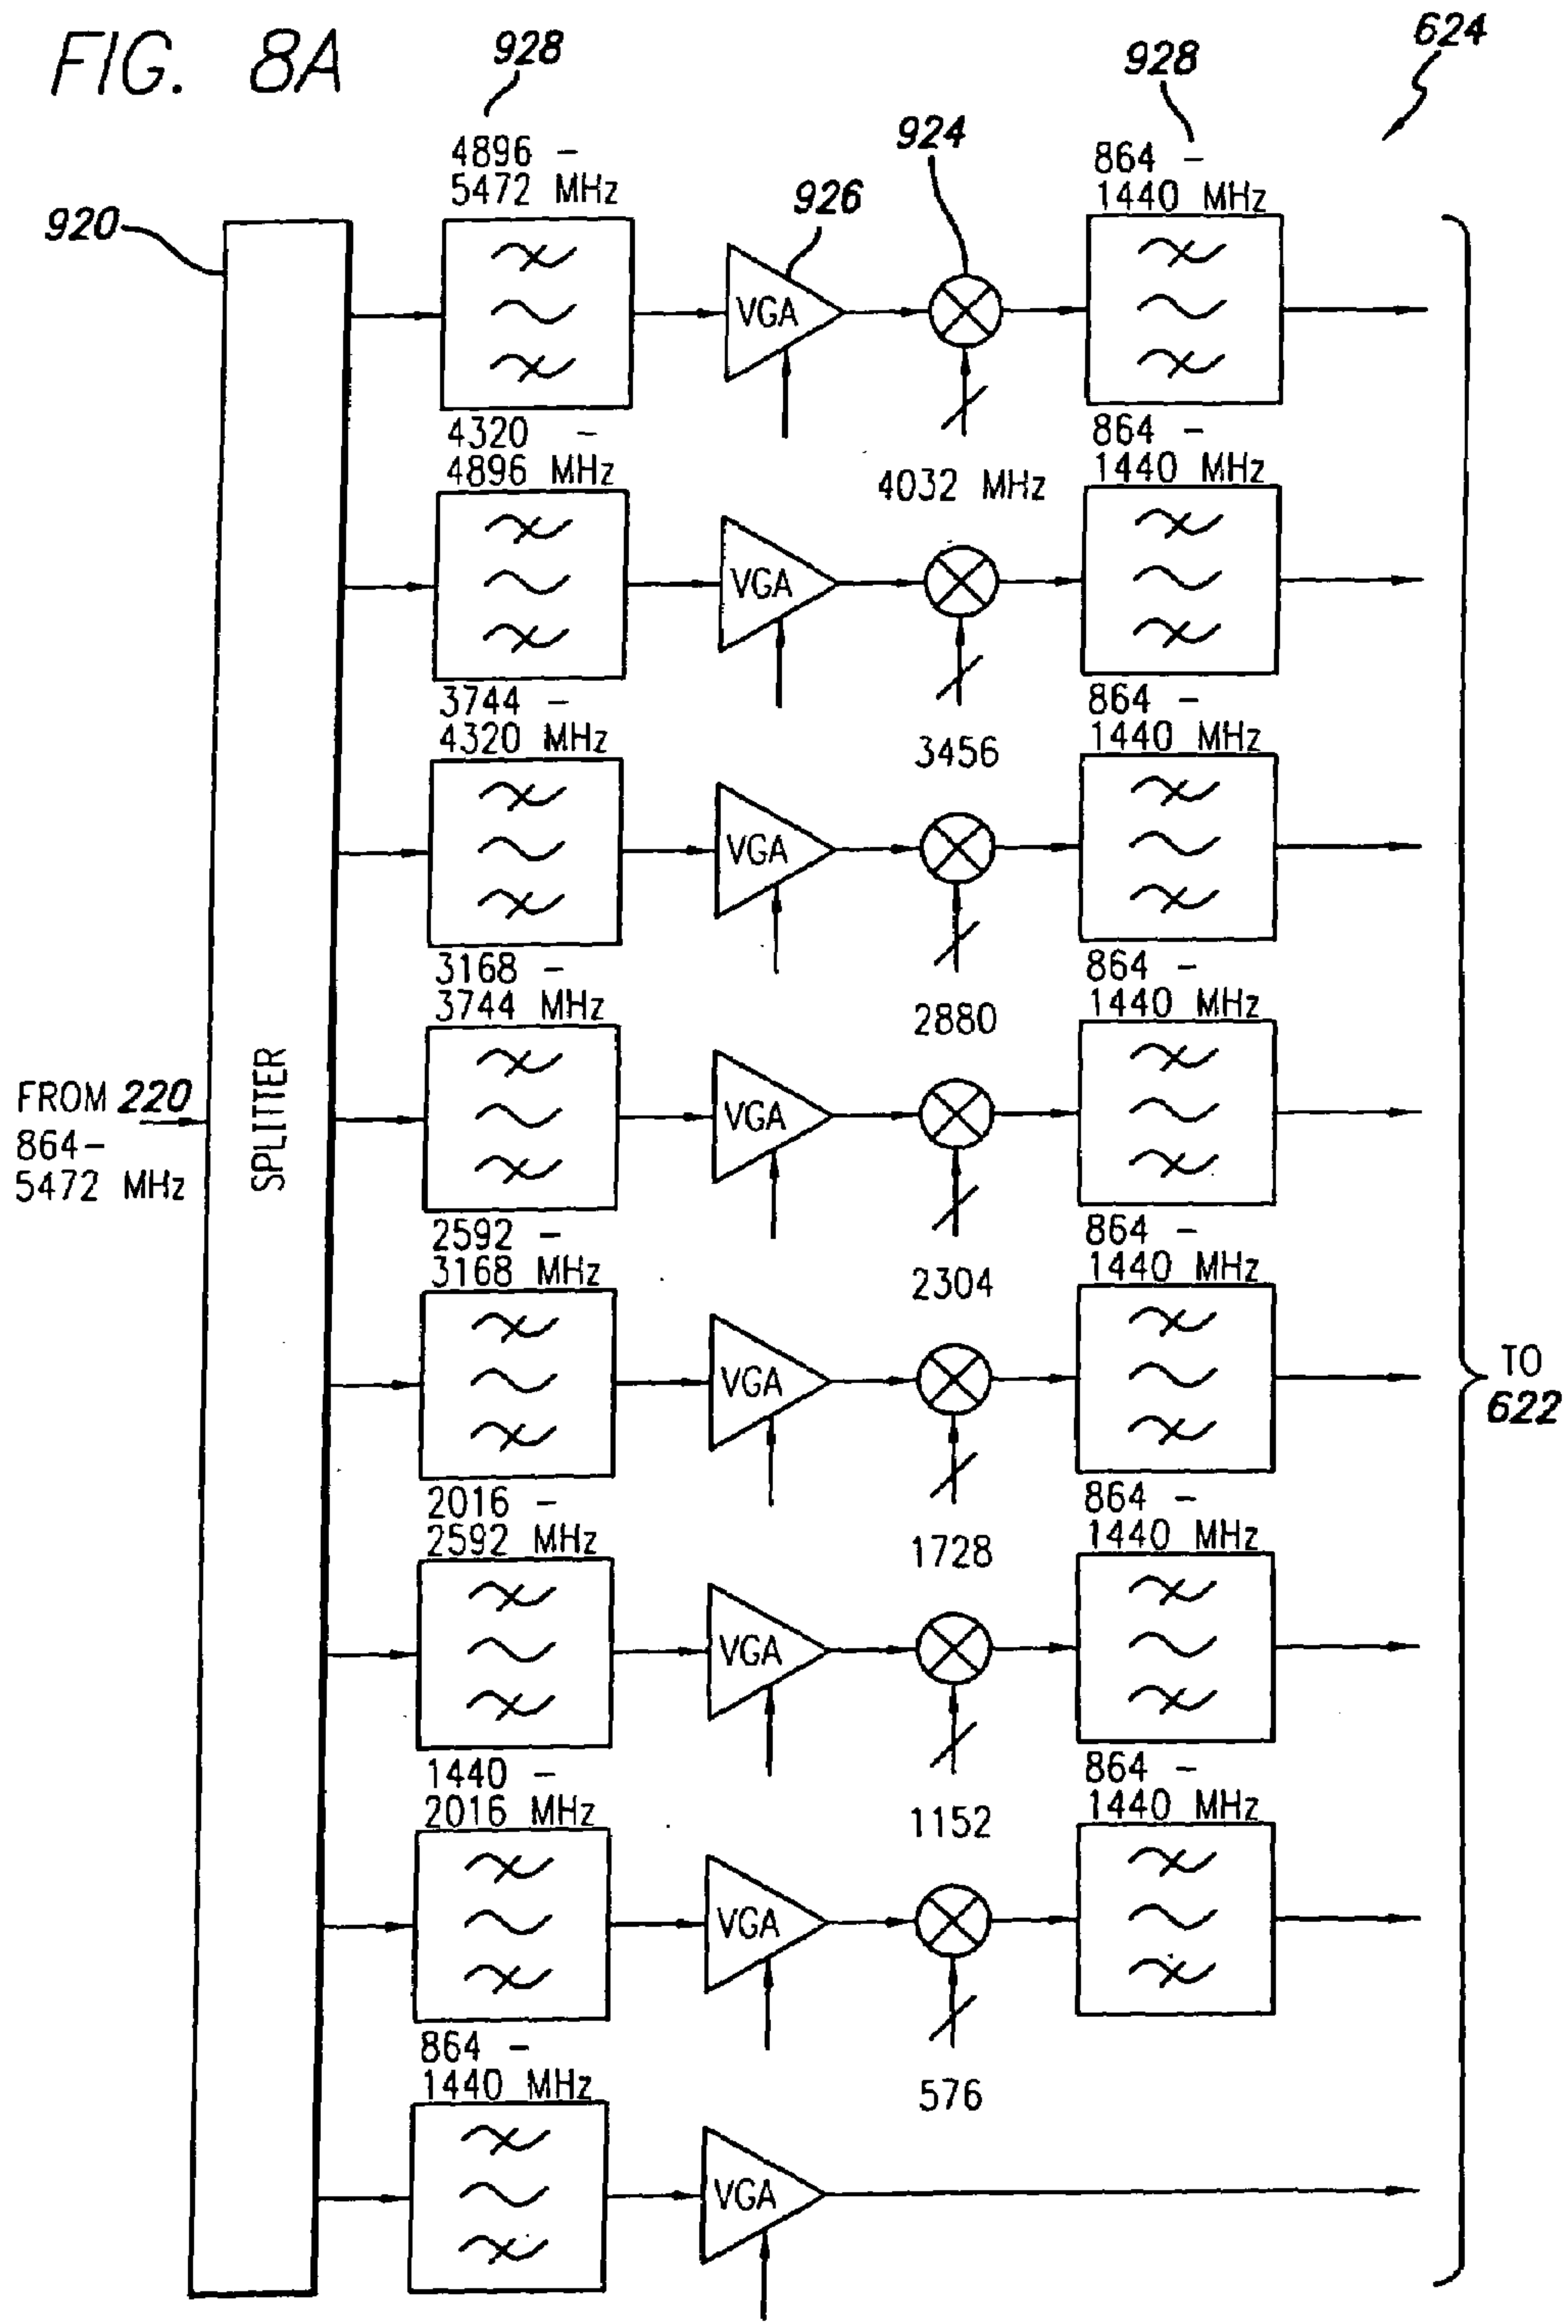 FIG. 8A
928
928
624
4896 -
5472 MHz
924
864 -
1440 MHz
920
926
VGA
4320 -
4896 MHz
4032 MHz
864 -
1440 MHz
VGA
3744 -
4320 MHz
3456
864 -
1440 MHz
VGA
3168 -
3744 MHz
2880
864 -
1440 MHz
FROM 220
864-
5472 MHz
SPLITTER
VGA
2592 -
3168 MHz
2304
864 -
1440 MHz
VGA
TO
622
2016 -
2592 MHz
1728
864 -
1440 MHz
VGA
1440 -
2016 MHz
1152
864 -
1440 MHz
VGA
864 -
1440 MHz
576
VGA